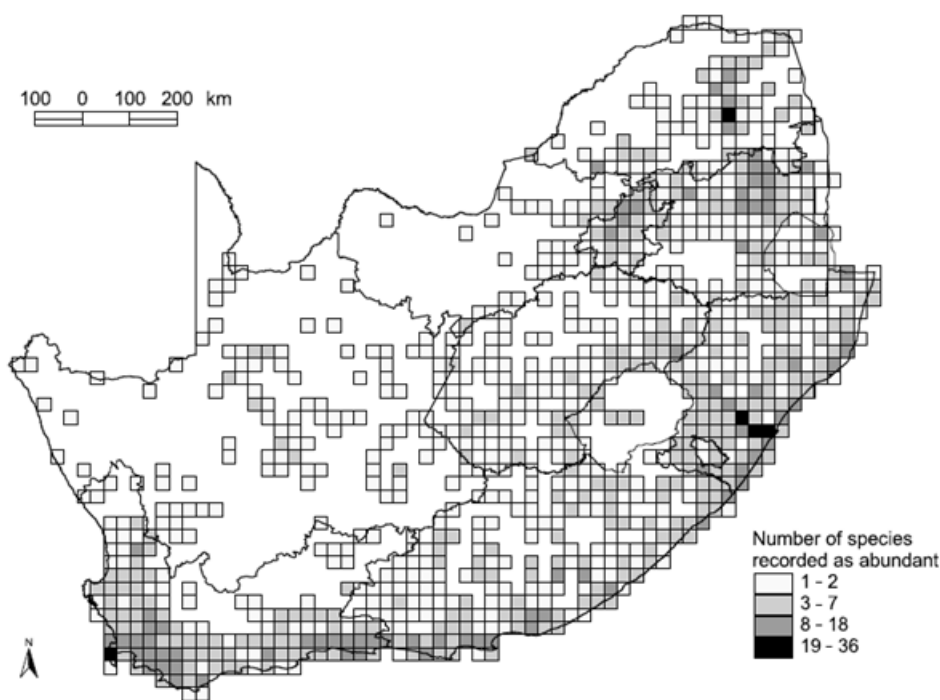 100 0 100 200 km
Number of species
recorded as abundant
1 - 2
3 - 7
8 - 18
19 - 36
N